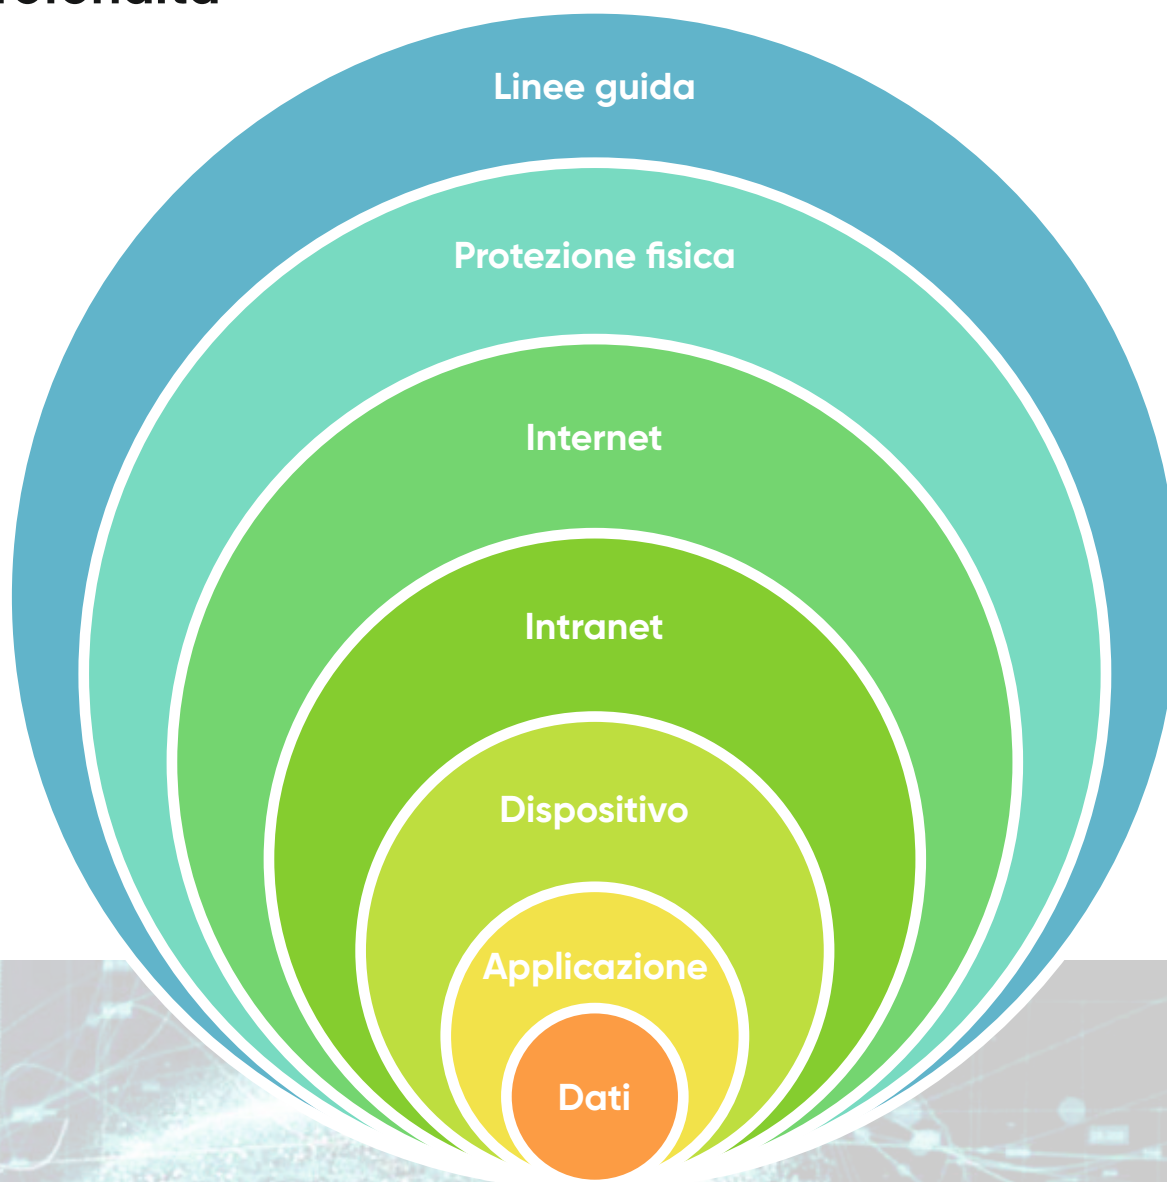 Linee guida
Protezione fisica
Internet
Intranet
Dispositivo
Applicazione
Dati